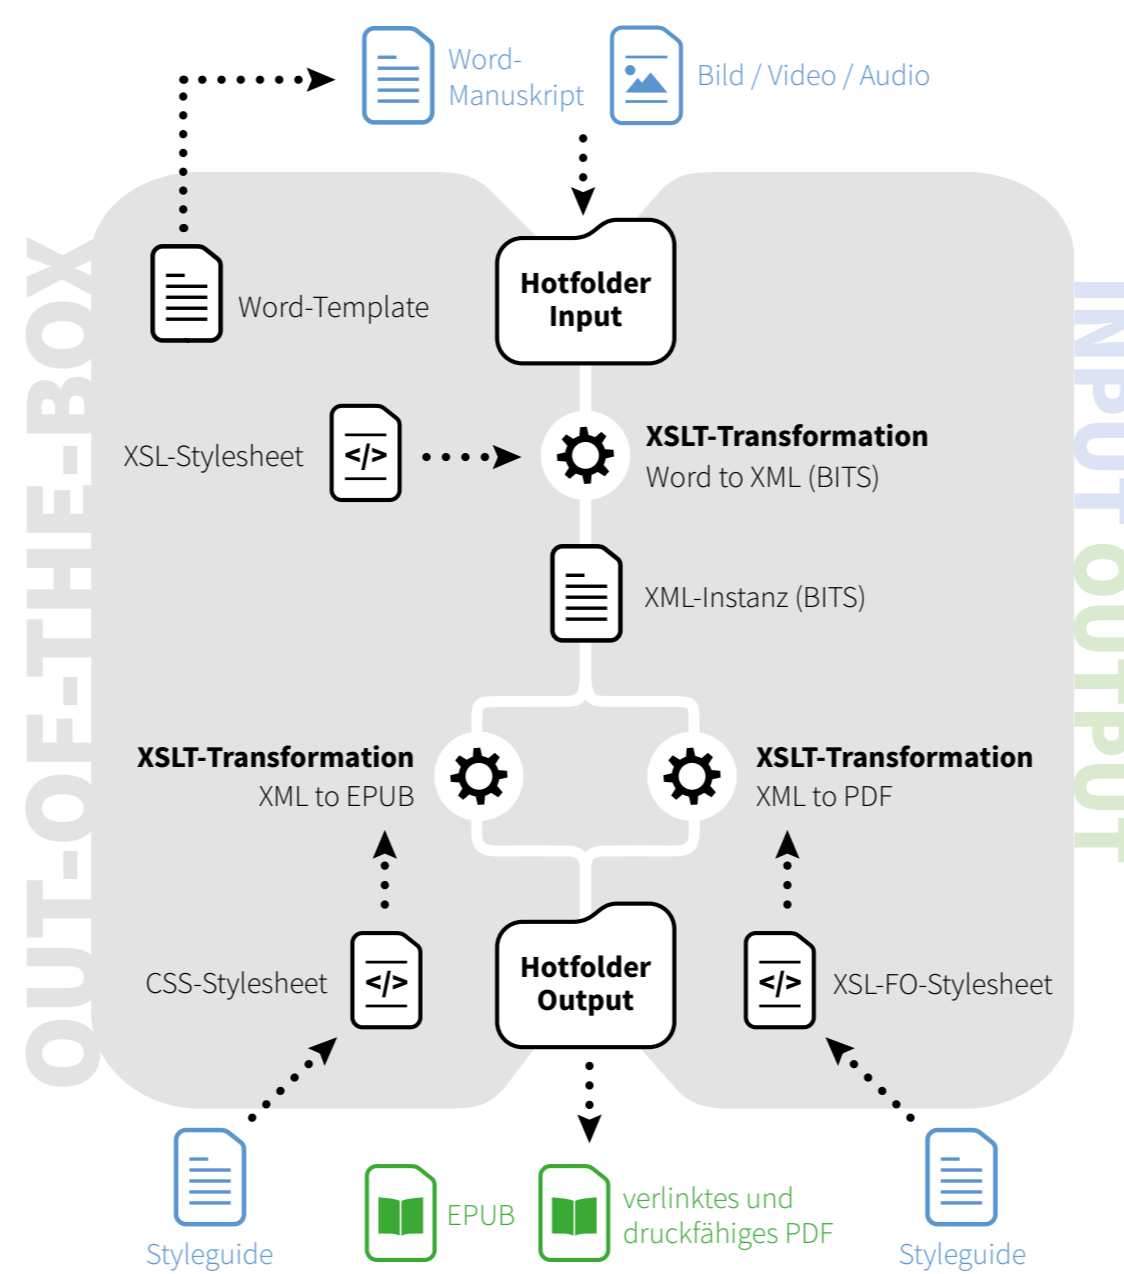 Word-
Manuskript
Bild / Video / Audio
Hotfolder
Input
Word-Template
XSL-Stylesheet
</>
XSLT-Transformation
Word to XML (BITS)
XML-Instanz (BITS)
XSLT-Transformation
XML to EPUB
XSLT-Transformation
XML to PDF
CSS-Stylesheet
</>
Hotfolder
Output
</>
XSL-FO-Stylesheet
Styleguide
EPUB
verlinktes und
druckfähiges PDF
Styleguide
OUT-OF-THE-BOX
INPUT OUTPUT